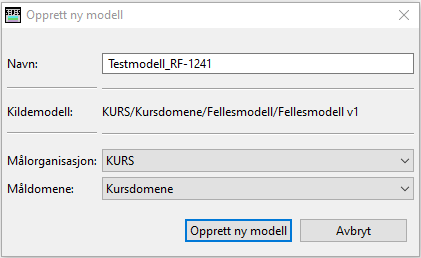 Opprett ny modell
Navn: Testmodell_RF-1241
Kildemodell: KURS/Kursdomene/Fellesmodell/Fellesmodell v1
Målorganisasjon: KURS
Måldomene: Kursdomene
Opprett ny modell Avbryt